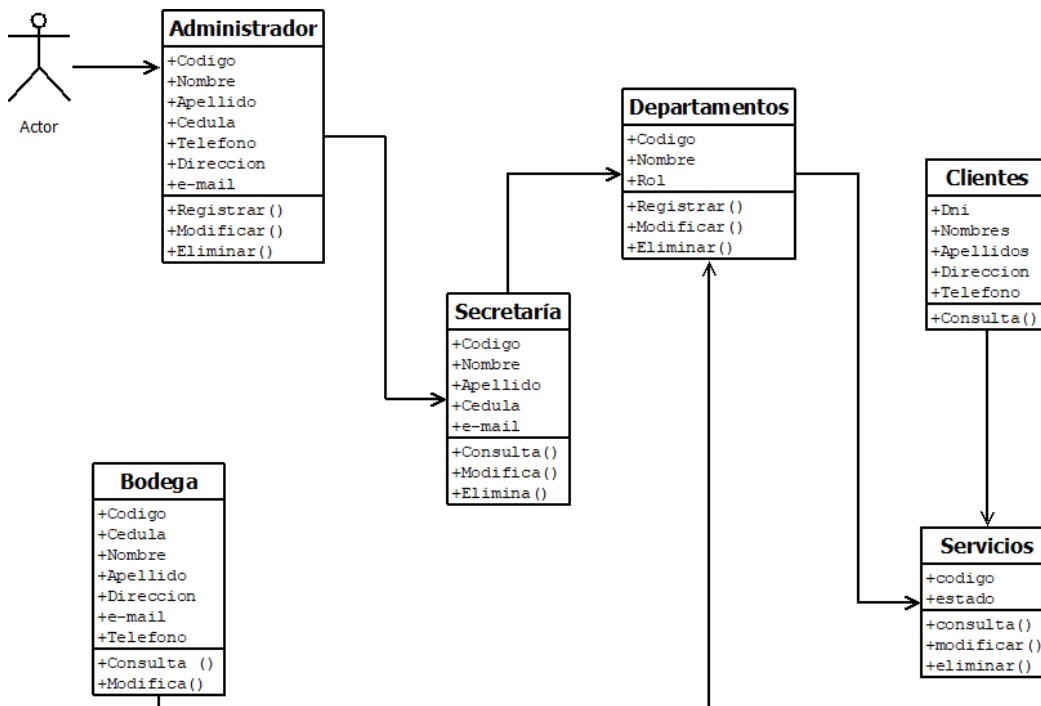 Actor
Administrador
+Codigo
+Nombre
+Apellido
+Cedula
+Telefono
+Direccion
+e-mail
+Registrar()
+Modificar()
+Eliminar()
Departamentos
+Codigo
+Nombre
+Rol
+Registrar()
+Modificar()
+Eliminar()
Clientes
+Dni
+Nombres
+Apellidos
+Direccion
+Telefono
+Consulta()
Secretaría
+Codigo
+Nombre
+Apellido
+Cedula
+e-mail
+Consulta()
+Modifica()
+Elimina()
Bodega
+Codigo
+Cedula
+Nombre
+Apellido
+Direccion
+e-mail
+Telefono
+Consulta ()
+Modifica()
Servicios
+codigo
+estado
+consulta()
+modificar()
+eliminar()